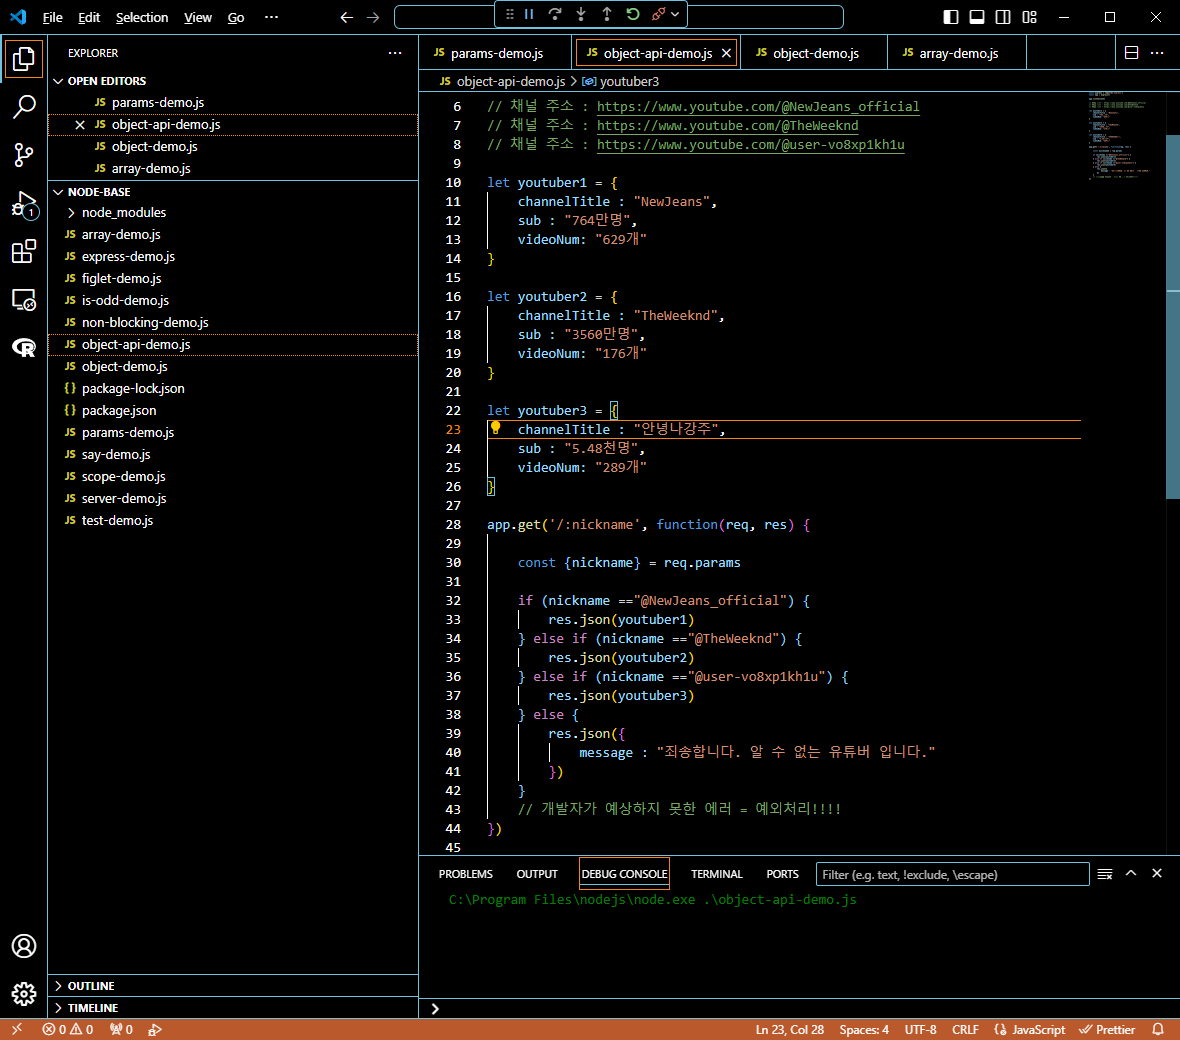 File Edit Selection View Go ···
EXPLORER ···
OPEN EDITORS
JS params-demo.js
JS object-api-demo.js
JS object-demo.js
JS array-demo.js
NODE-BASE
node_modules
JS array-demo.js
JS express-demo.js
JS figlet-demo.js
JS is-odd-demo.js
JS non-blocking-demo.js
JS object-api-demo.js
JS object-demo.js
{} package-lock.json
{} package.json
JS params-demo.js
JS say-demo.js
JS scope-demo.js
JS server-demo.js
JS test-demo.js
OUTLINE
TIMELINE
1
JS params-demo.js JS object-api-demo.js JS object-demo.js JS array-demo.js ···
JS object-api-demo.js > youtuber3
6 // 채널 주소 : https://www.youtube.com/@NewJeans_official
7 // 채널 주소 : https://www.youtube.com/@TheWeeknd
8 // 채널 주소 : https://www.youtube.com/@user-vo8xp1kh1u
9
10 let youtuber1 = {
11 channelTitle : "NewJeans",
12 sub : "764만명",
13 videoNum: "629개"
14 }
15
16 let youtuber2 = {
17 channelTitle : "TheWeeknd",
18 sub : "3560만명",
19 videoNum: "176개"
20 }
21
22 let youtuber3 = {
23 channelTitle : "안녕나강주",
24 sub : "5.48천명",
25 videoNum: "289개"
26 }
27
28 app.get('/:nickname', function(req, res) {
29
30 const {nickname} = req.params
31
32 if (nickname =="@NewJeans_official") {
33 res.json(youtuber1)
34 } else if (nickname =="@TheWeeknd") {
35 res.json(youtuber2)
36 } else if (nickname =="@user-vo8xp1kh1u") {
37 res.json(youtuber3)
38 } else {
39 res.json({
40 message : "죄송합니다. 알 수 없는 유튜버 입니다."
41 })
42 }
43 // 개발자가 예상하지 못한 에러 = 예외처리!!!!
44 })
45
PROBLEMS OUTPUT DEBUG CONSOLE TERMINAL PORTS Filter (e.g. text, !exclude, \escape)
C:\Program Files\nodejs\node.exe .\object-api-demo.js
>
0 0 0 Ln 23, Col 28 Spaces: 4 UTF-8 CRLF {} JavaScript Prettier